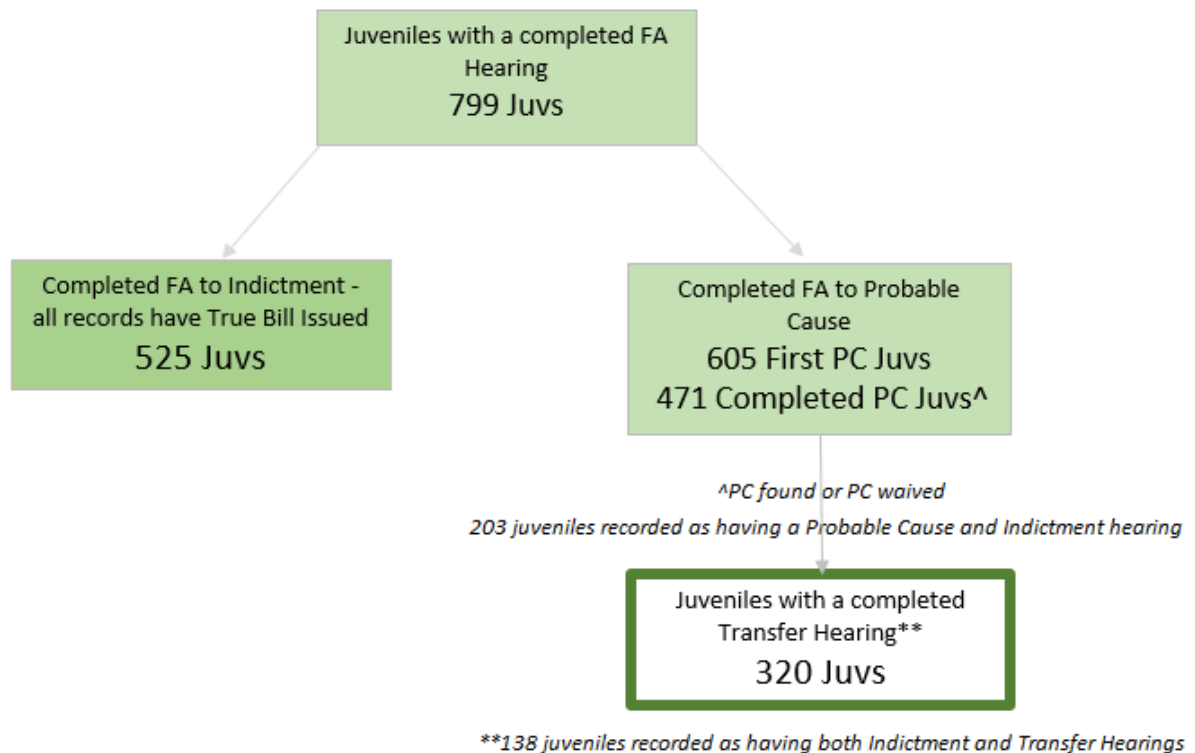 Juveniles with a completed FA
Hearing
799 Juvs
Completed FA to Indictment -
all records have True Bill Issued
525 Juvs
Completed FA to Probable
Cause
605 First PC Juvs
471 Completed PC Juvs^
^PC found or PC waived
203 juveniles recorded as having a Probable Cause and Indictment hearing
Juveniles with a completed
Transfer Hearing**
320 Juvs
**138 juveniles recorded as having both Indictment and Transfer Hearings